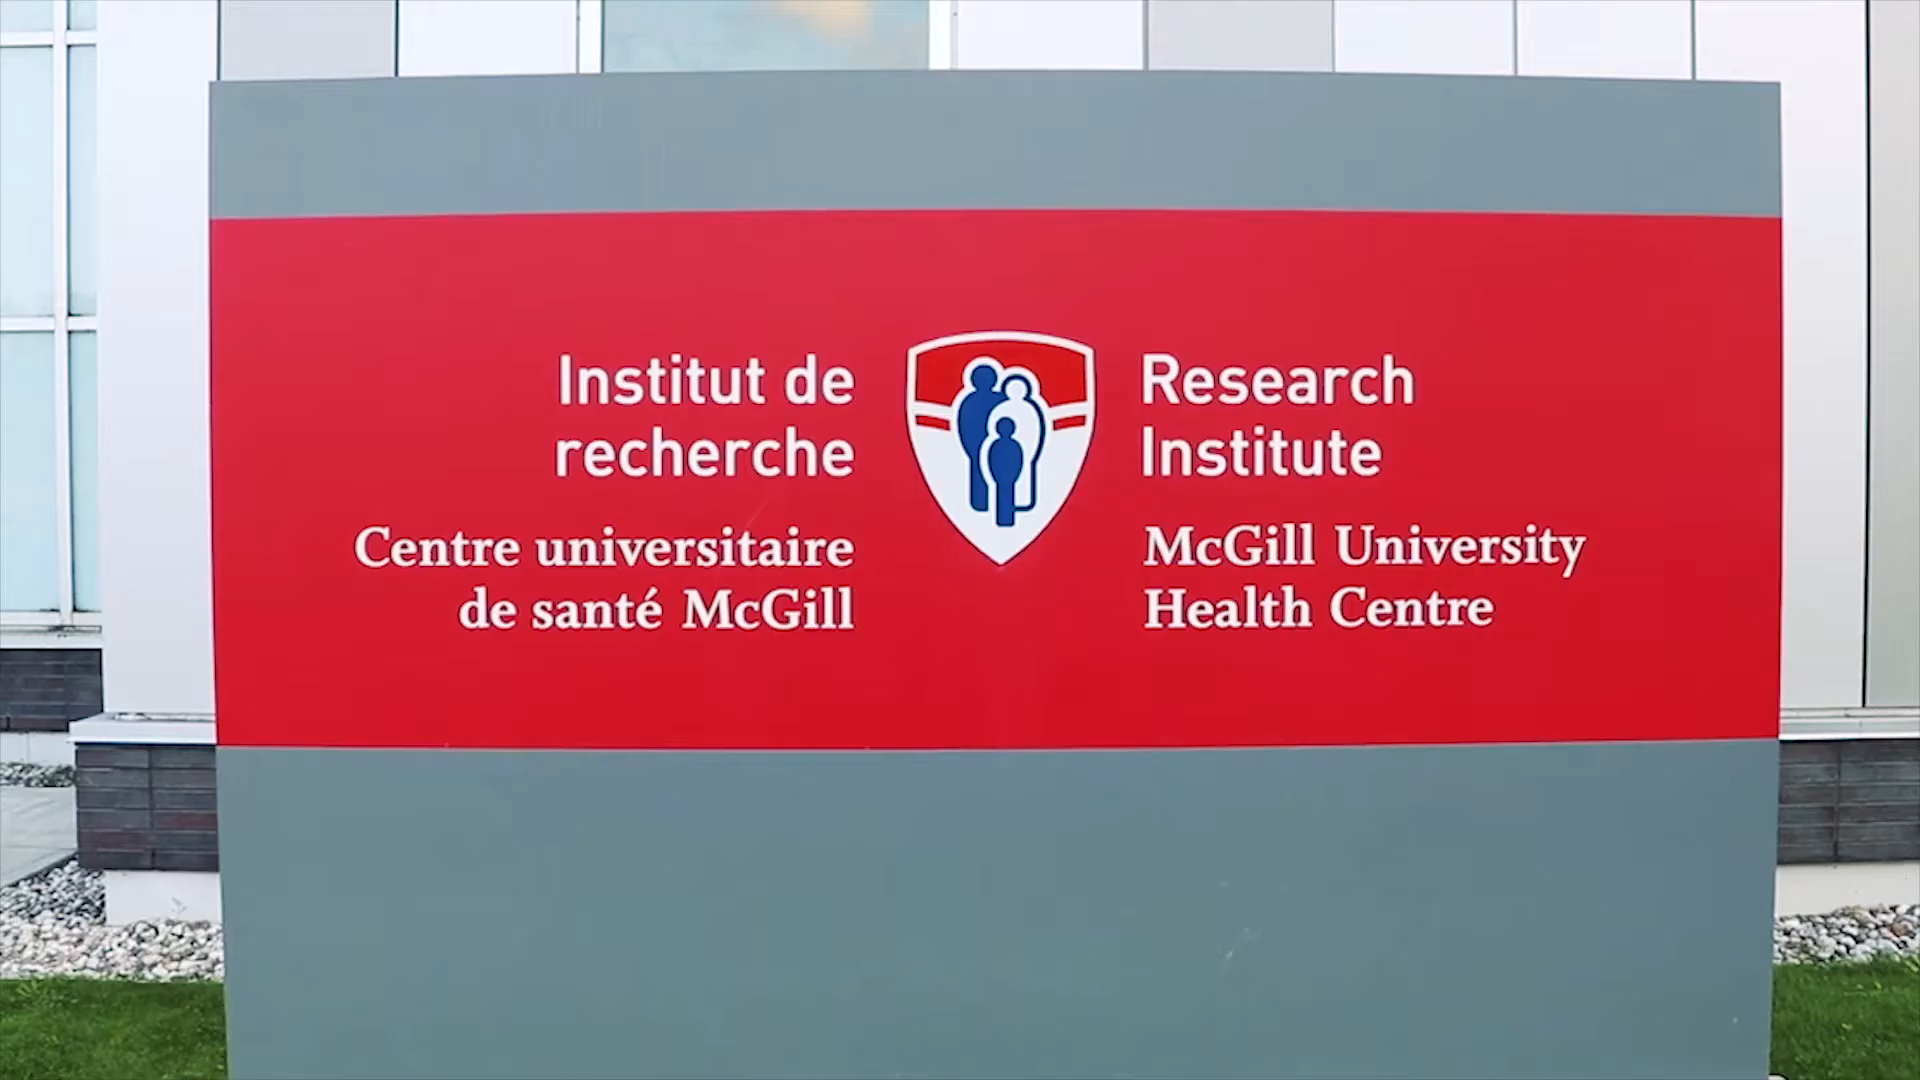 Institut de
recherche
Centre universitaire
de santé McGill
Research
Institute
McGill University
Health Centre